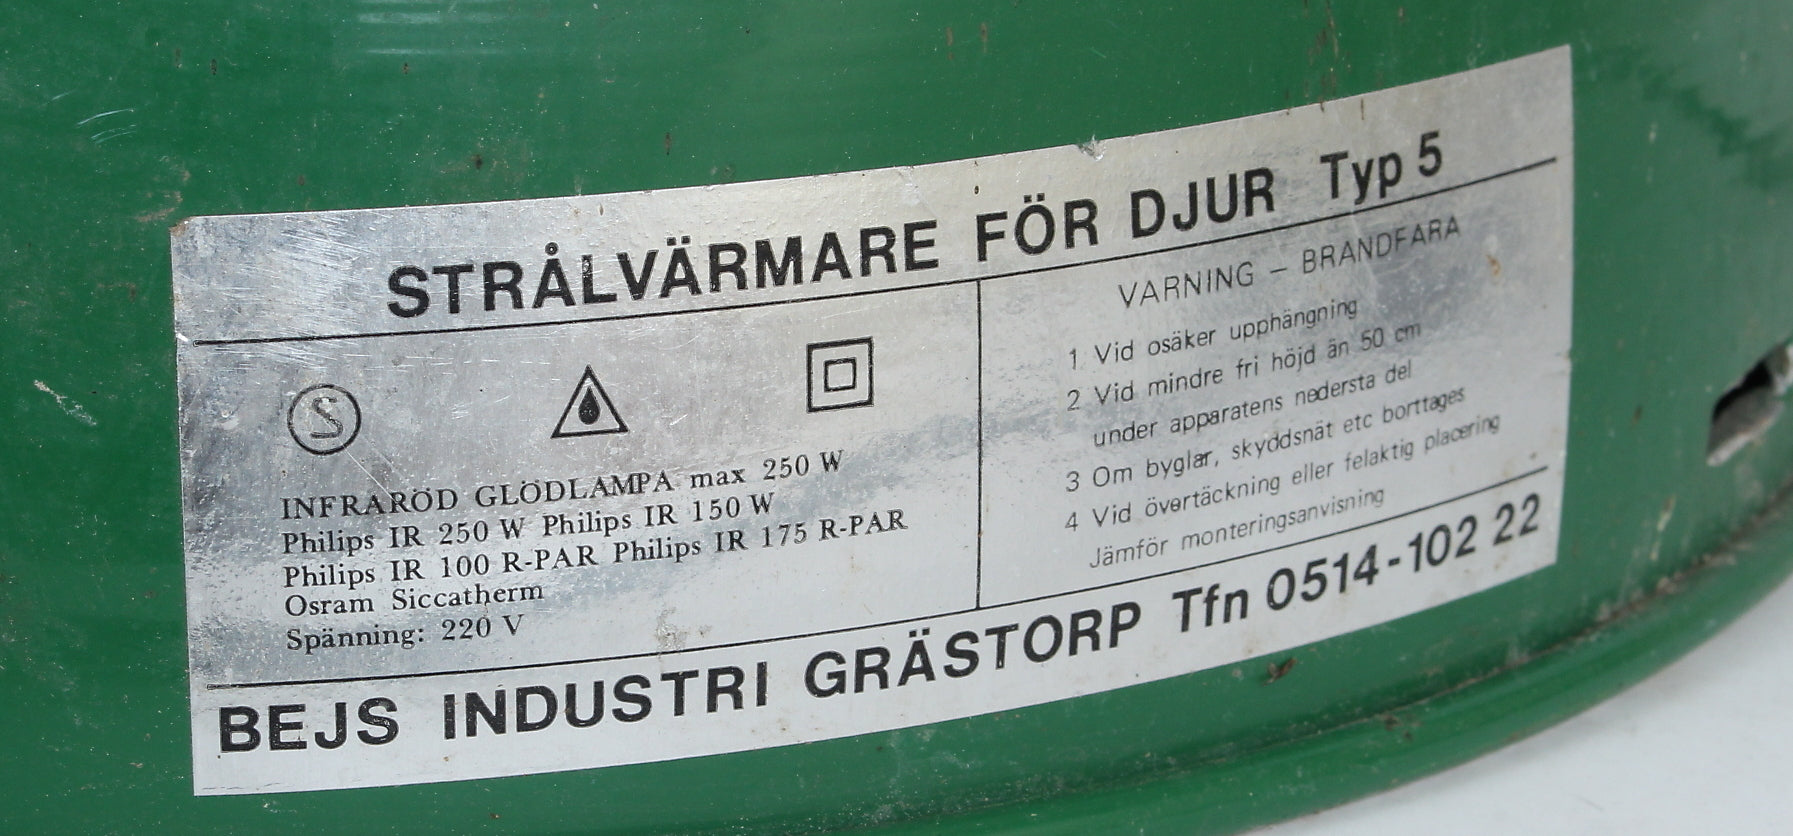 STRÅLVÄRMARE FÖR DJUR Typ 5
S
INFRARÖD GLÖDLAMPA max 250 W
Philips IR 250 W Philips IR 150 W
Philips IR 100 R-PAR Philips IR 175 R-PAR
Osram Siccatherm
Spänning: 220 V
VARNING – BRANDFARA
1 Vid osäker upphängning
2 Vid mindre fri höjd än 50 cm
under apparatens nedersta del
3 Om byglar, skyddsnät etc borttages
4 Vid övertäckning eller felaktig placering
Jämför monteringsanvisning
BEJS INDUSTRI GRÄSTORP Tfn 0514-102 22